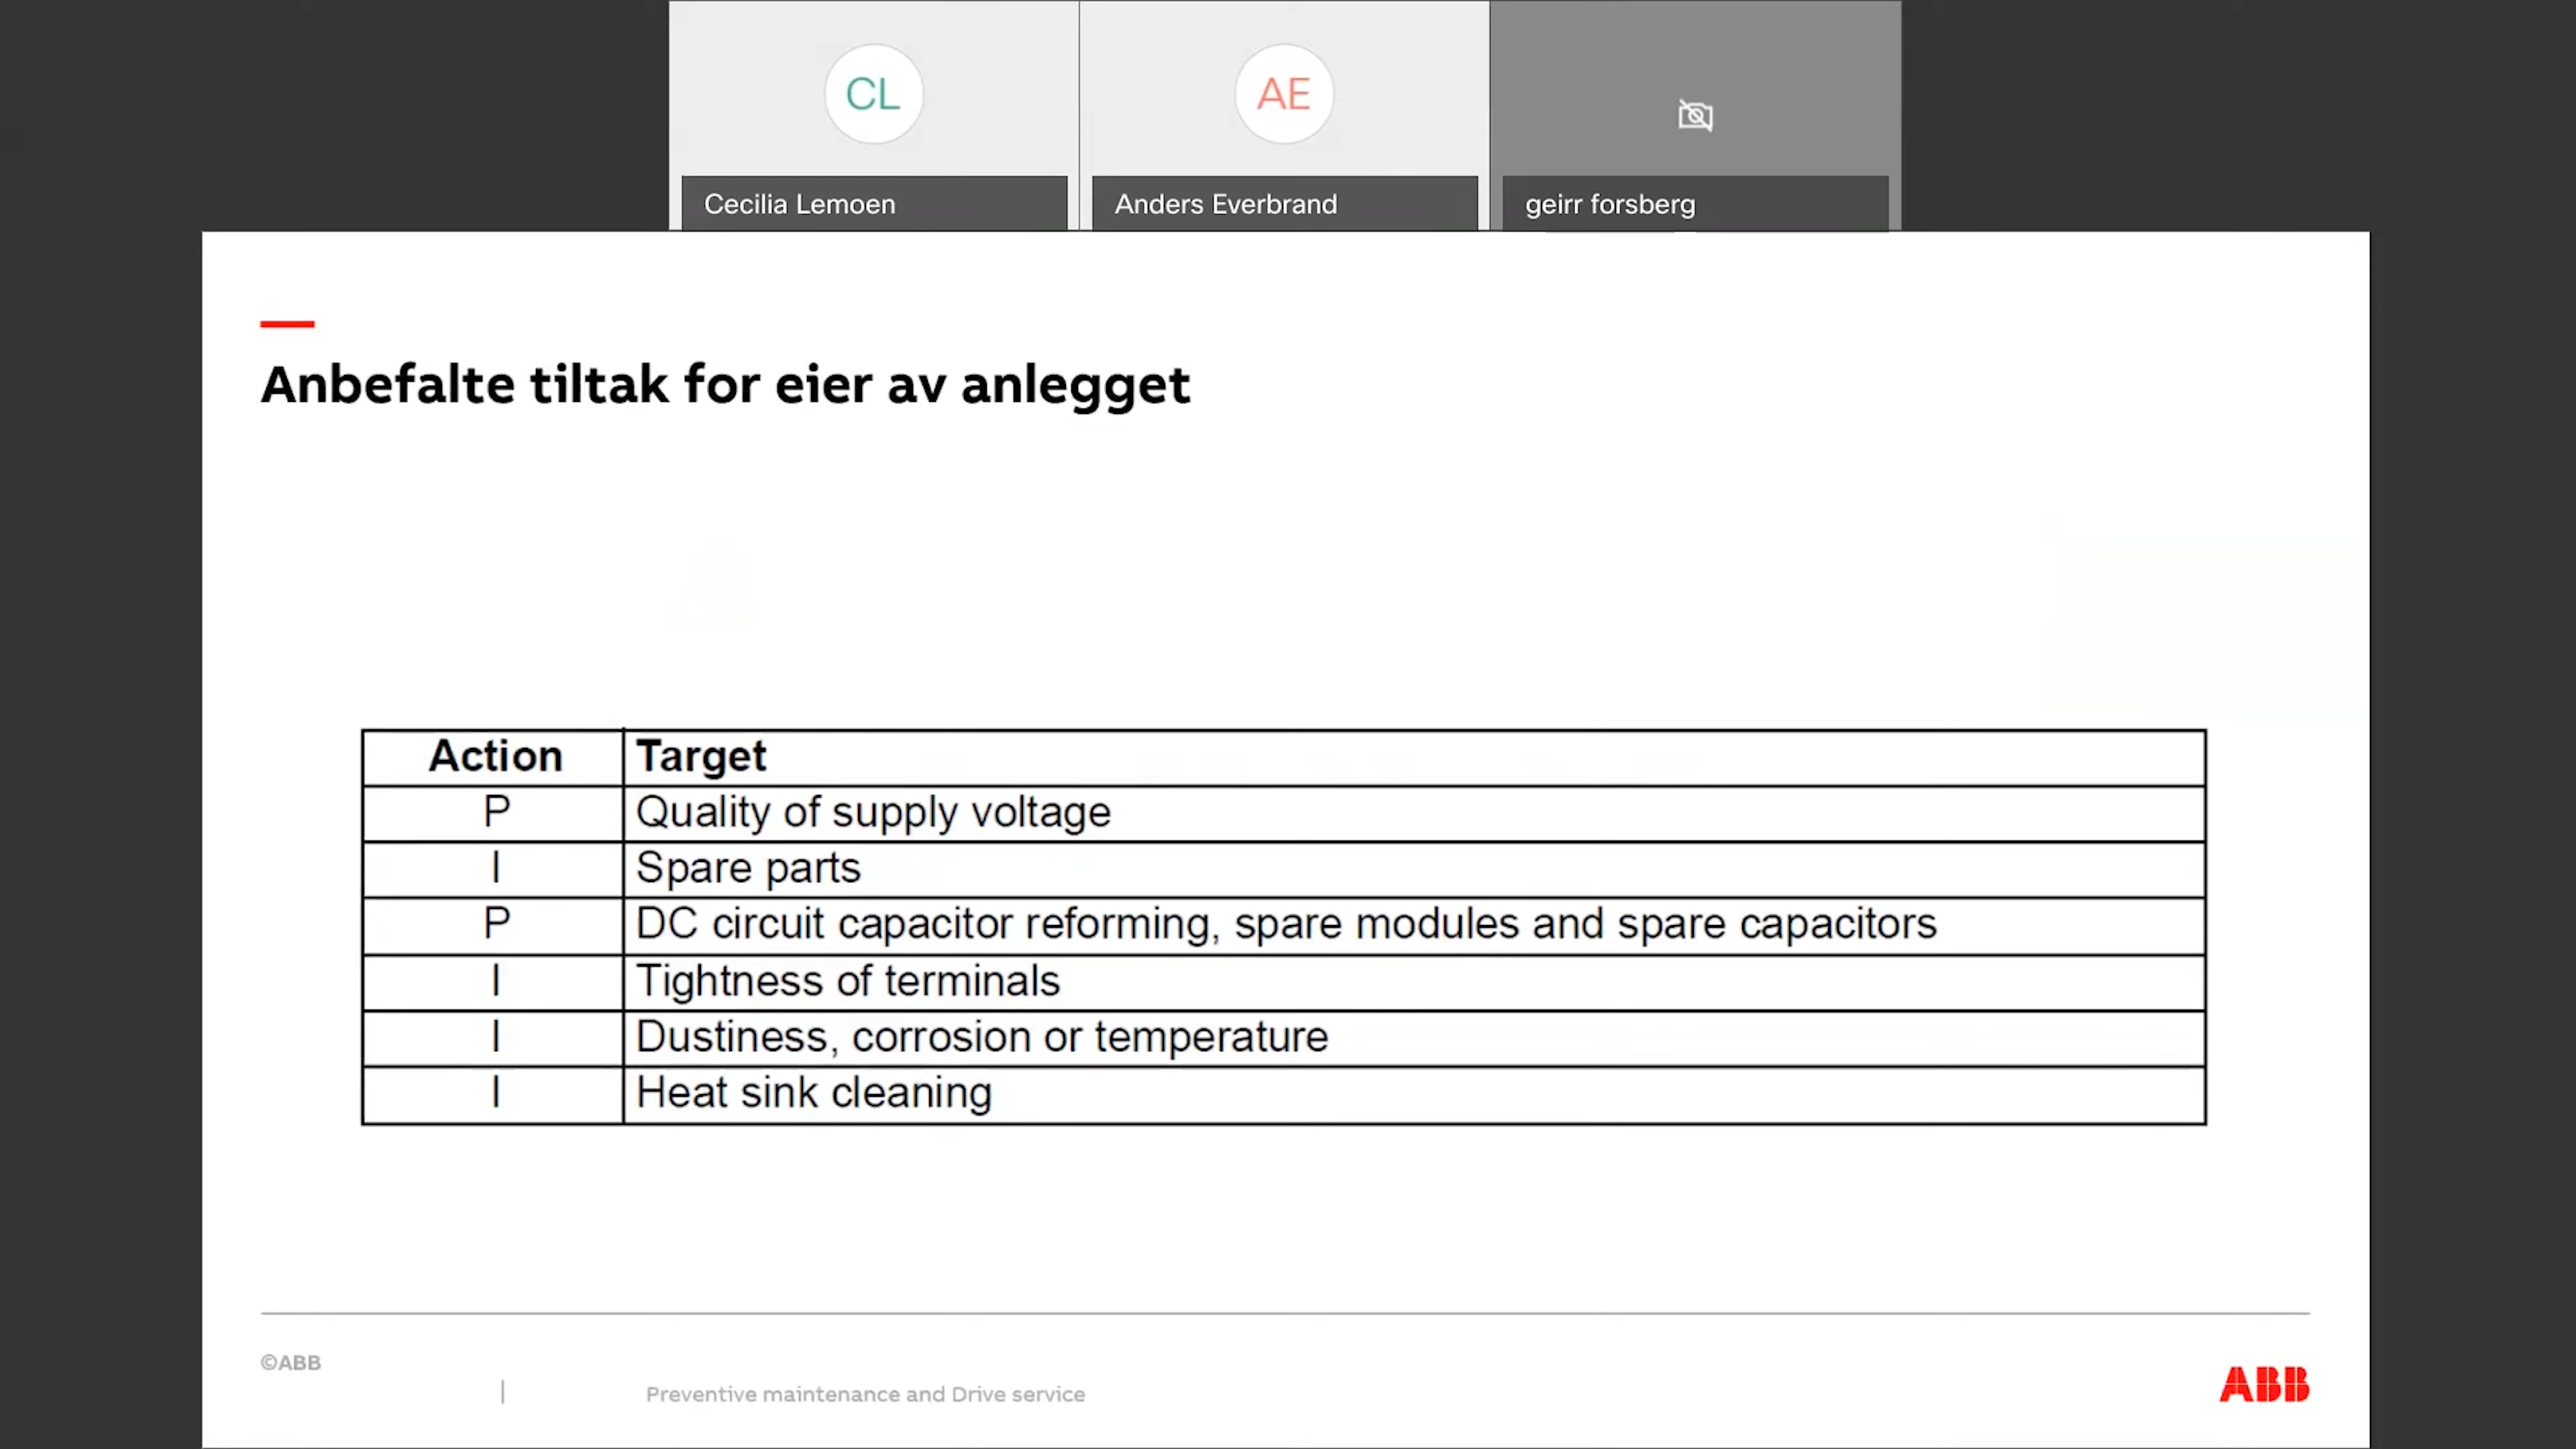 CL
AE
Cecilia Lemoen
Anders Everbrand
geirr forsberg
Anbefalte tiltak for eier av anlegget
Action Target
P Quality of supply voltage
I Spare parts
P DC circuit capacitor reforming, spare modules and spare capacitors
I Tightness of terminals
I Dustiness, corrosion or temperature
I Heat sink cleaning
©ABB
Preventive maintenance and Drive service
ABB